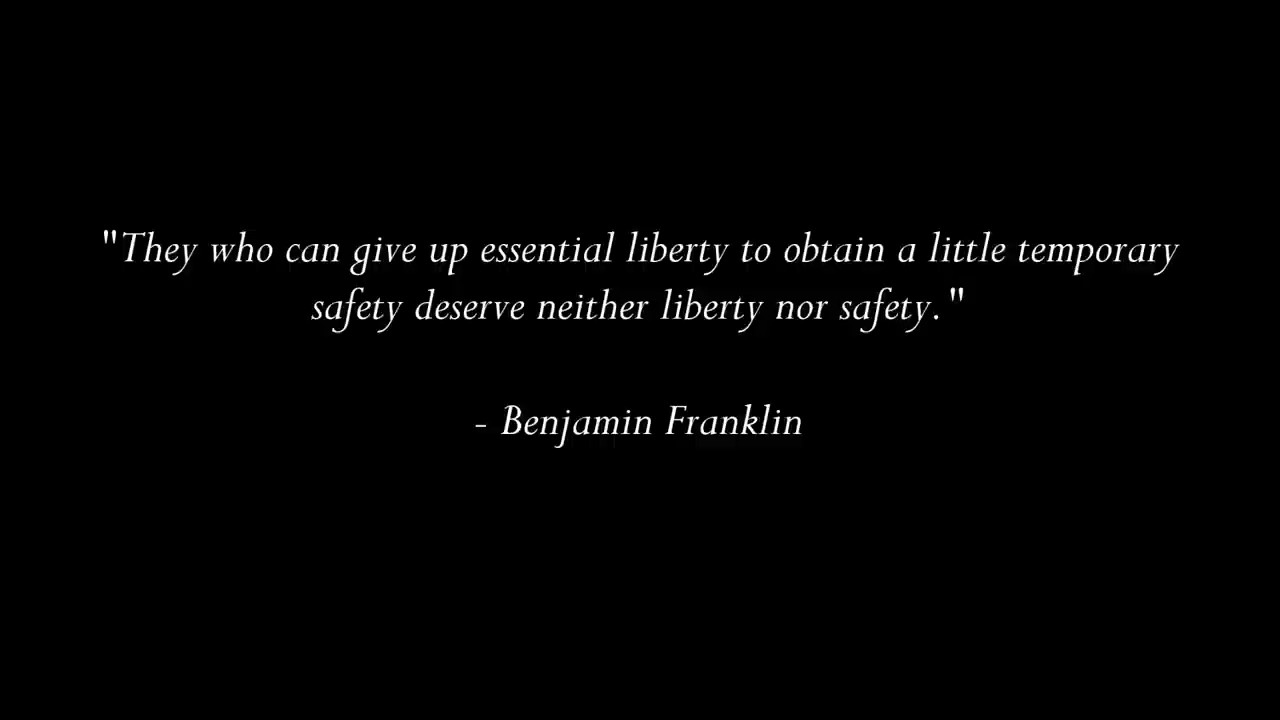 "They who can give up essential liberty to obtain a little temporary
safety deserve neither liberty nor safety."
- Benjamin Franklin